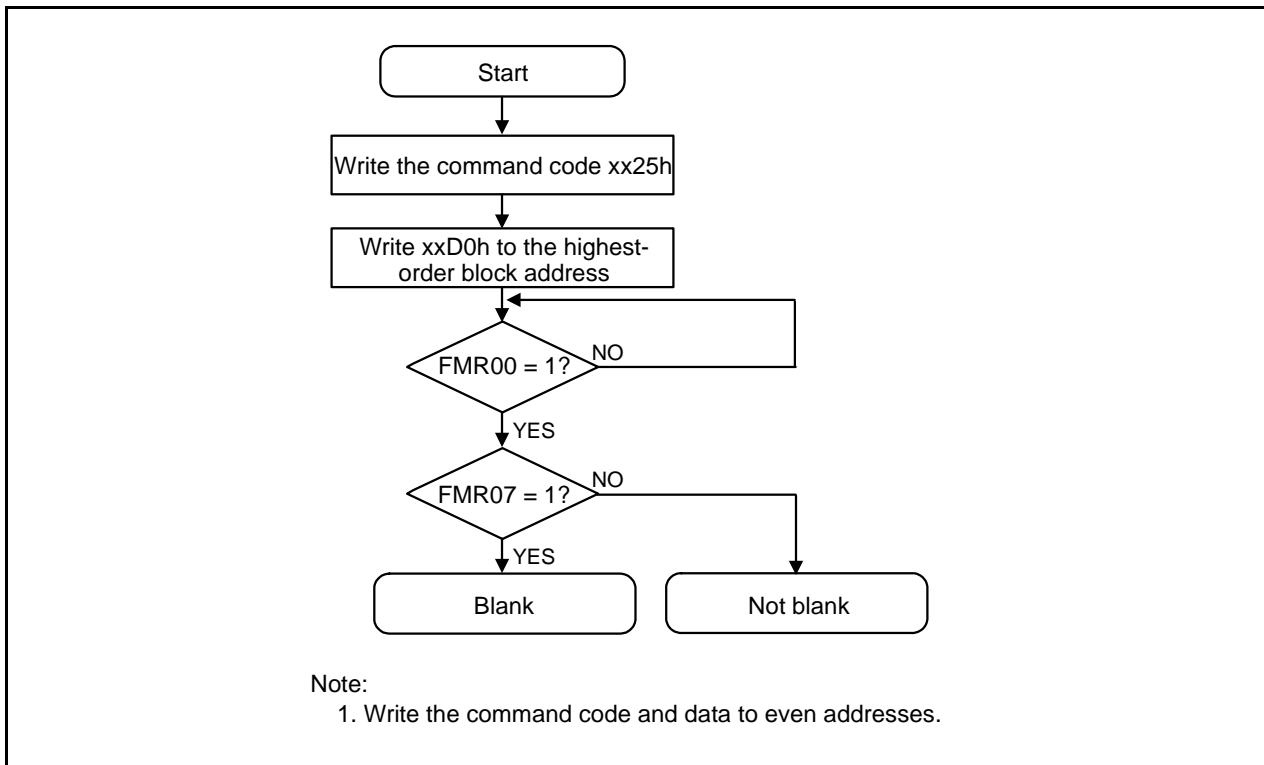 Start
Write the command code xx25h
Write xxD0h to the highest-
order block address
FMR00 = 1?
NO
YES
FMR07 = 1?
NO
YES
Blank
Not blank
Note:
1. Write the command code and data to even addresses.